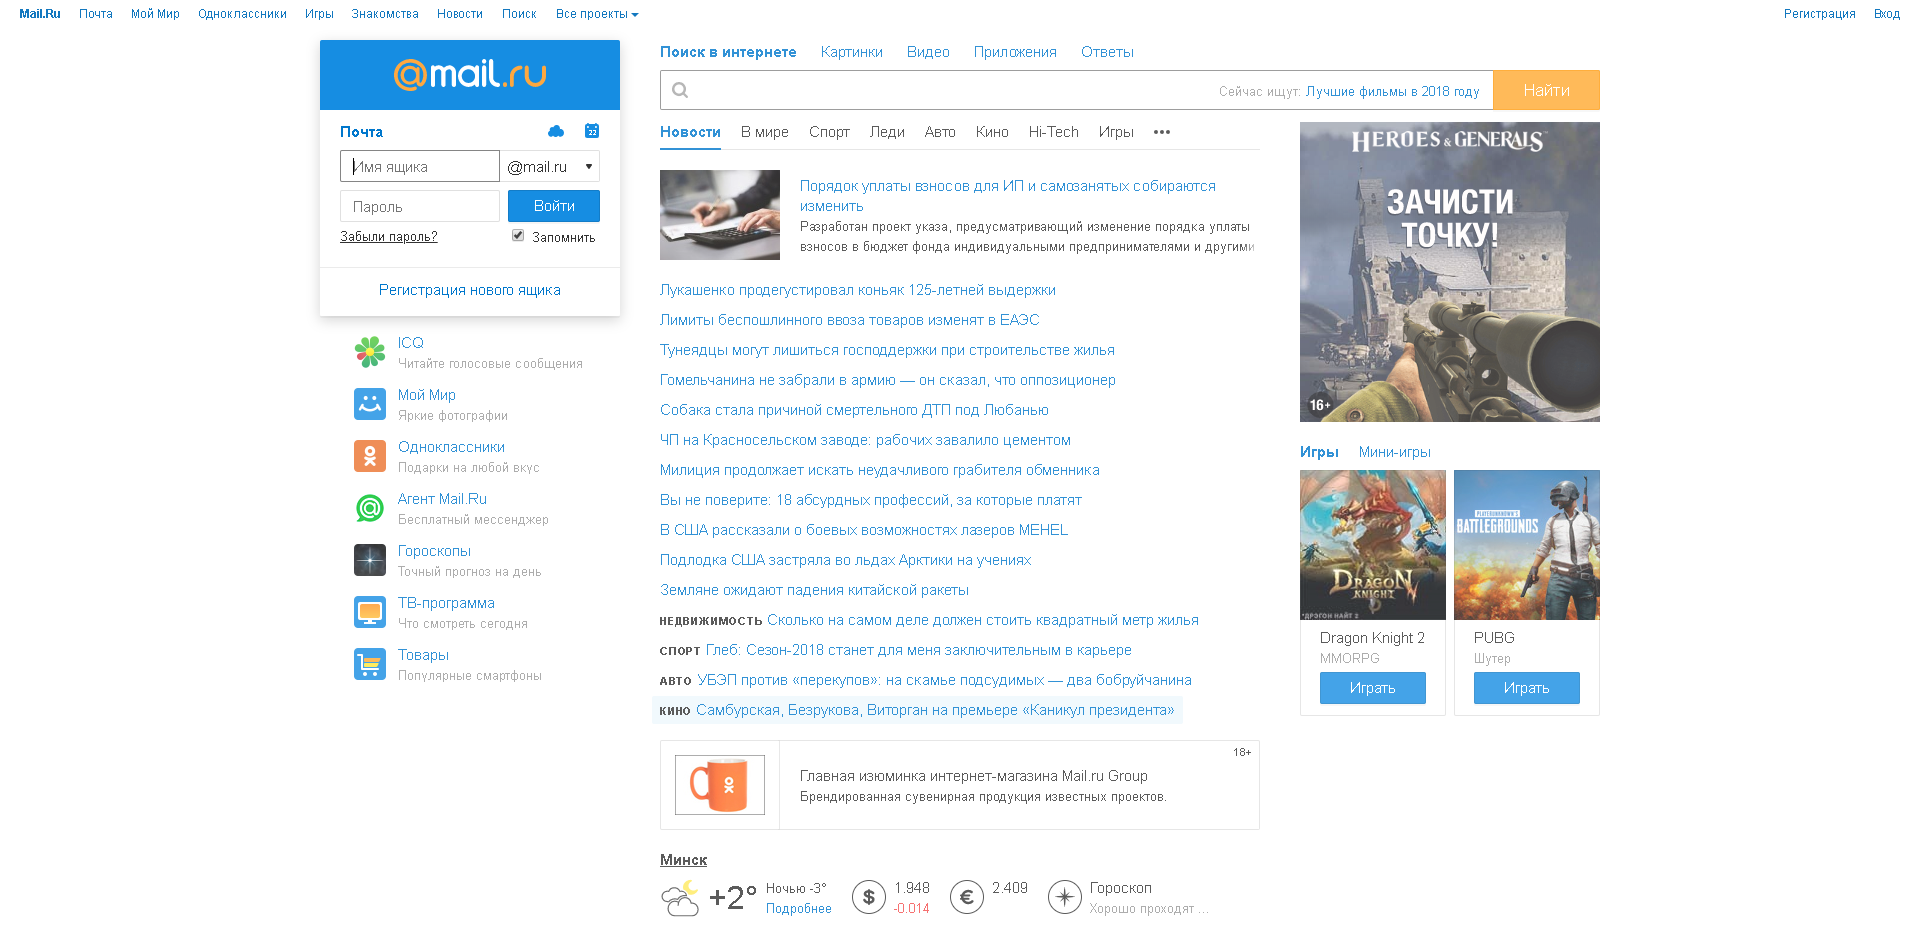 Mail.Ru Почта Мой Мир Одноклассники Игры Знакомства Новости Поиск Все проекты
Регистрация Вход
@mail.ru
Почта
22
Имя ящика
@mail.ru
Пароль
Войти
Забыли пароль?
Запомнить
Регистрация нового ящика
ICQ
Читайте голосовые сообщения
Мой Мир
Яркие фотографии
Одноклассники
Подарки на любой вкус
Агент Mail.Ru
Бесплатный мессенджер
Гороскопы
Точный прогноз на день
ТВ-программа
Что смотреть сегодня
Товары
Популярные смартфоны
Поиск в интернете Картинки Видео Приложения Ответы
Сейчас ищут: Лучшие фильмы в 2018 году
Найти
Новости В мире Спорт Леди Авто Кино Hi-Tech Игры •••
Порядок уплаты взносов для ИП и самозанятых собираются
изменить
Разработан проект указа, предусматривающий изменение порядка уплаты
взносов в бюджет фонда индивидуальными предпринимателями и другими
Лукашенко продегустировал коньяк 125-летней выдержки
Лимиты беспошлинного ввоза товаров изменят в ЕАЭС
Тунеядцы могут лишиться господдержки при строительстве жилья
Гомельчанина не забрали в армию — он сказал, что оппозиционер
Собака стала причиной смертельного ДТП под Любанью
ЧП на Красносельском заводе: рабочих завалило цементом
Милиция продолжает искать неудачливого грабителя обменника
Вы не поверите: 18 абсурдных профессий, за которые платят
В США рассказали о боевых возможностях лазеров MEHEL
Подлодка США застряла во льдах Арктики на учениях
Земляне ожидают падения китайской ракеты
НЕДВИЖИМОСТЬ Сколько на самом деле должен стоить квадратный метр жилья
СПОРТ Глеб: Сезон-2018 станет для меня заключительным в карьере
АВТО УБЭП против «перекупов»: на скамье подсудимых — два бобруйчанина
КИНО Самбурская, Безрукова, Виторган на премьере «Каникул президента»
18+
Главная изюминка интернет-магазина Mail.ru Group
Брендированная сувенирная продукция известных проектов.
Минск
+2°
Ночью -3°
Подробнее
$
1.948
-0.014
€
2.409
Гороскоп
Хорошо проходят ...
HEROES & GENERALS
ЗАЧИСТИ
ТОЧКУ!
16+
Игры Мини-игры
DRAGON
KNIGHT
*ДРЭГОН НАЙТ 2
Dragon Knight 2
MMORPG
Играть
PLAYERUNKNOWN'S
BATTLEGROUNDS
PUBG
Шутер
Играть